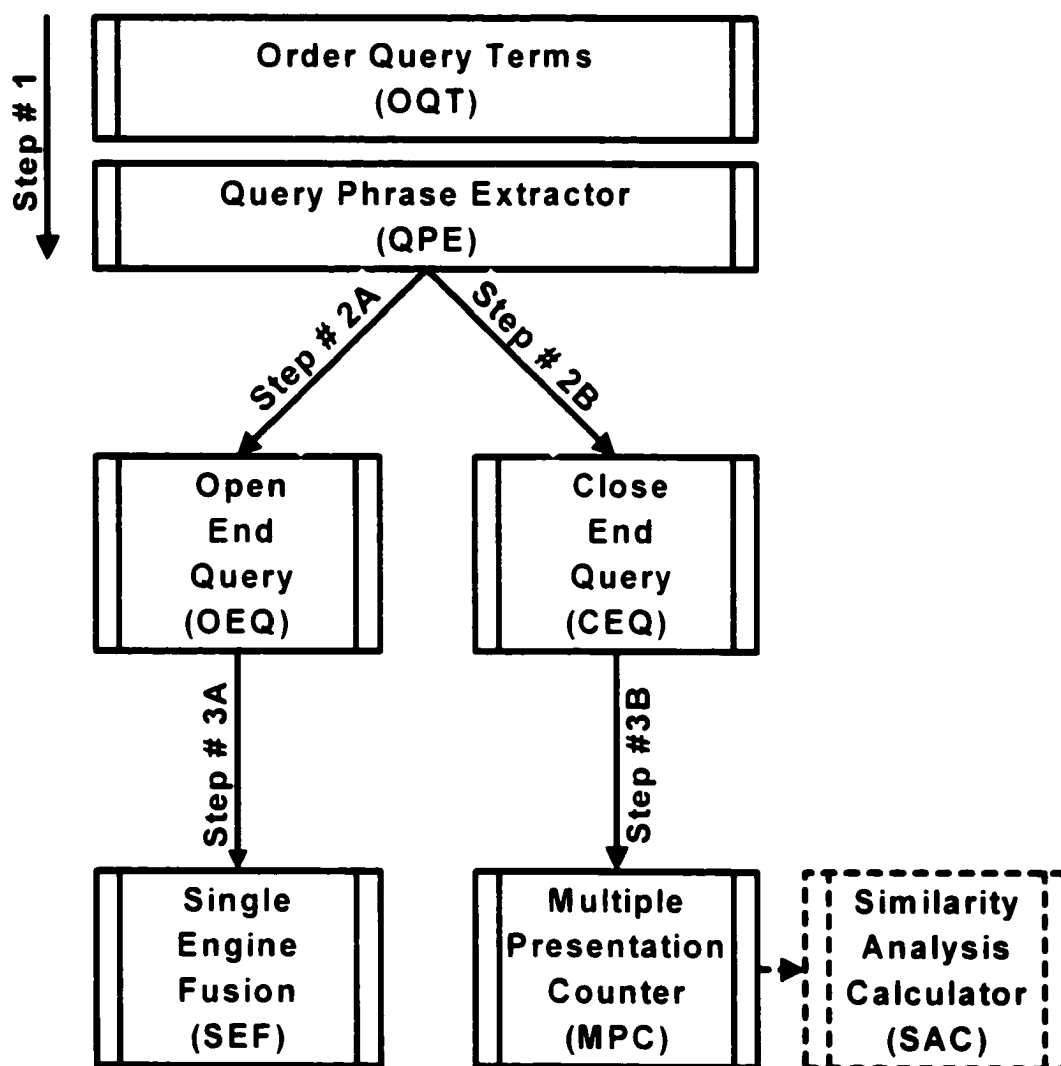 Step # 1
Order Query Terms
(OQT)
Query Phrase Extractor
(QPE)
Step # 2A
Step # 2B
Open
End
Query
(OEQ)
Close
End
Query
(CEQ)
Step # 3A
Step #3B
Single
Engine
Fusion
(SEF)
Multiple
Presentation
Counter
(MPC)
Similarity
Analysis
Calculator
(SAC)